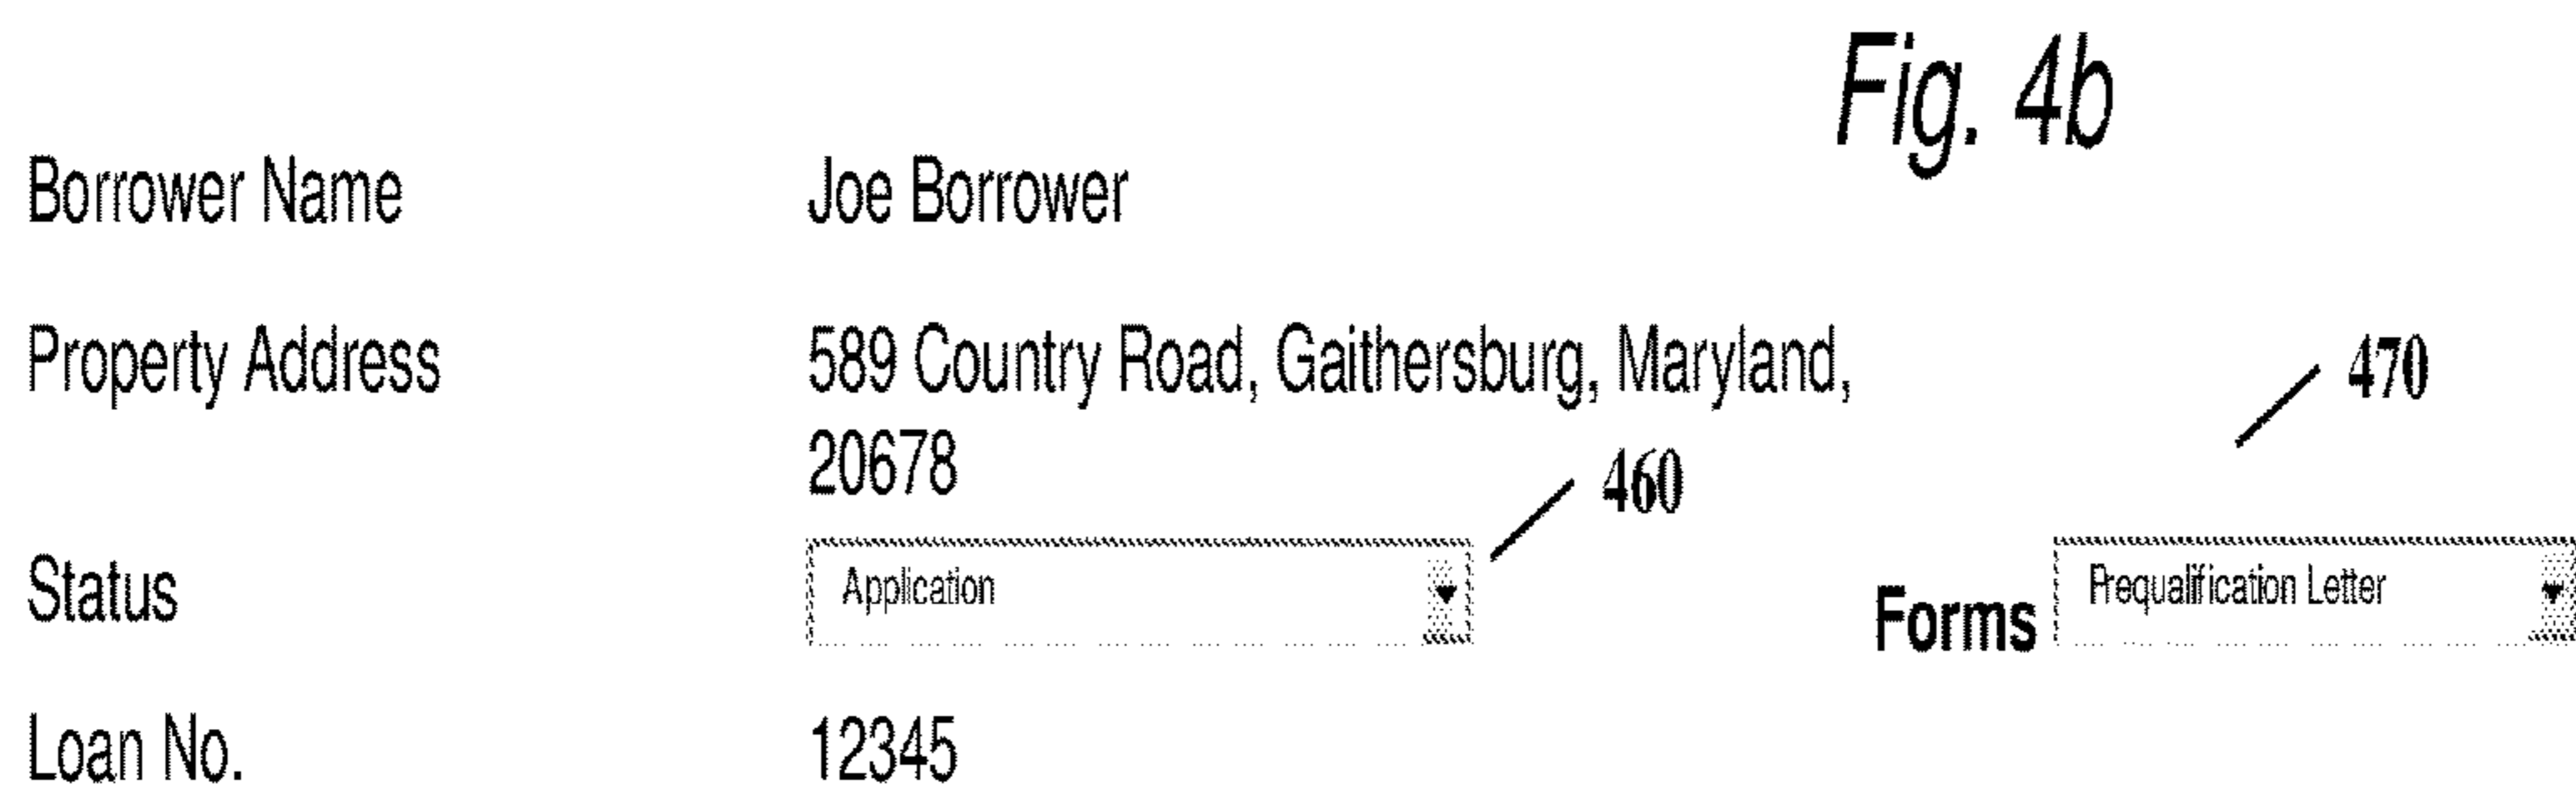 Fig. 4b
Borrower Name Joe Borrower
Property Address 589 Country Road, Gaithersburg, Maryland,
470
20678
460
Status Application Forms Prequalification Letter
Loan No. 12345